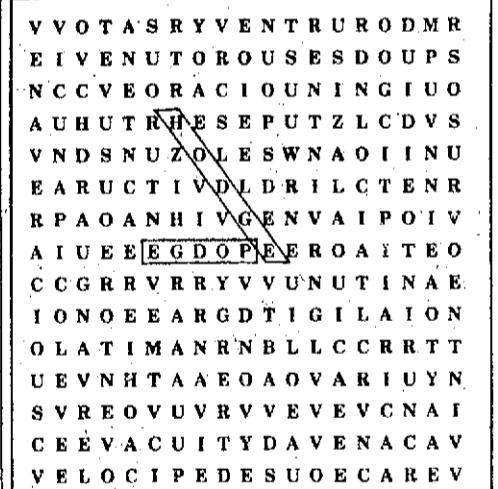 V V O T A S R Y V E N T R U R O D M R
E I V E N U T O R O U S E S D O U P S
N C C V E O R A C I O U N I N G I U O
A U H U T R H E S E P U T Z L C D V S
V N D S N U Z O L E S W N A O I I N U
E A R U C T I V D L D R I L C T E N R
R P A O A N H I V G E N V A I P O I V
A I U E E E G D O P E E R O A I T E O
C C G R R V R R Y V V U N U T I N A E
I O N O E E A R G D T I G I L A I O N
O L A T I M A N R N B L L C C R R T T
U E V N H T A A E O A O V A R I U Y N
S V R E O V U V R V V E V E V C N A I
C E E V A C U I T Y D A V E N A C A V
V E L O C I P E D E S U O E C A R E V